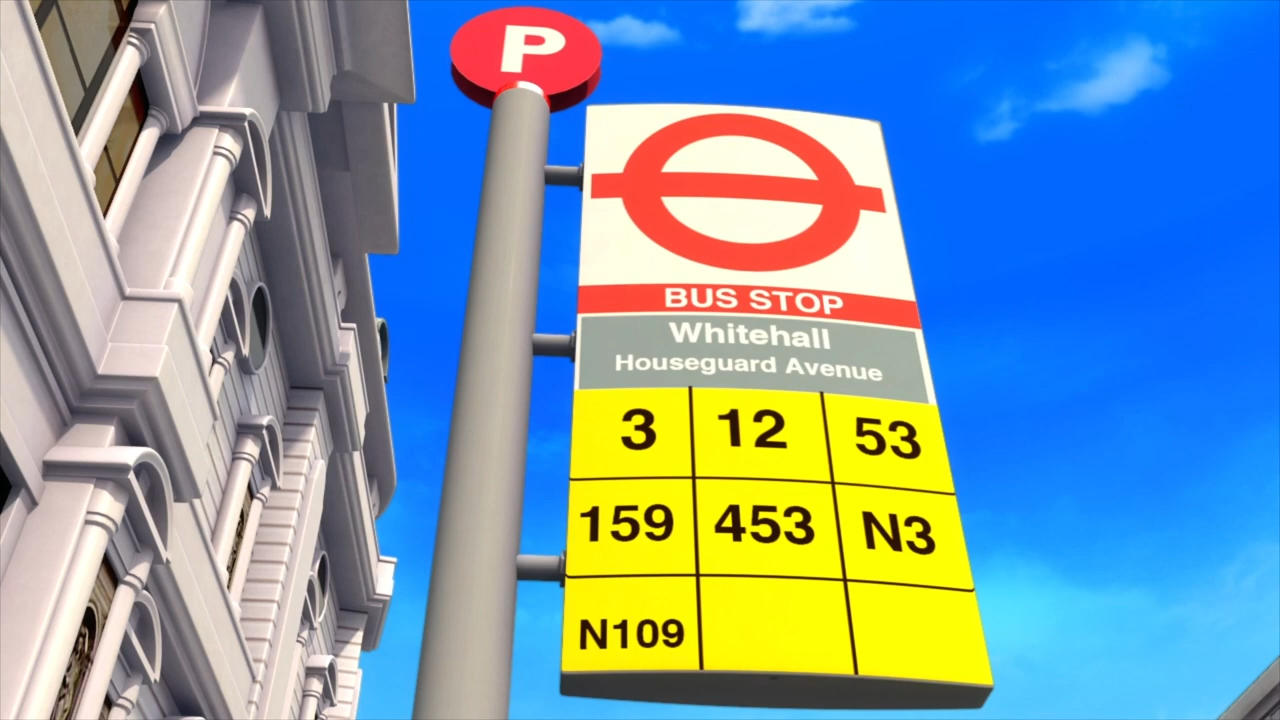 P
BUS STOP
Whitehall
Houseguard Avenue
3 12 53
159 453 N3
N109